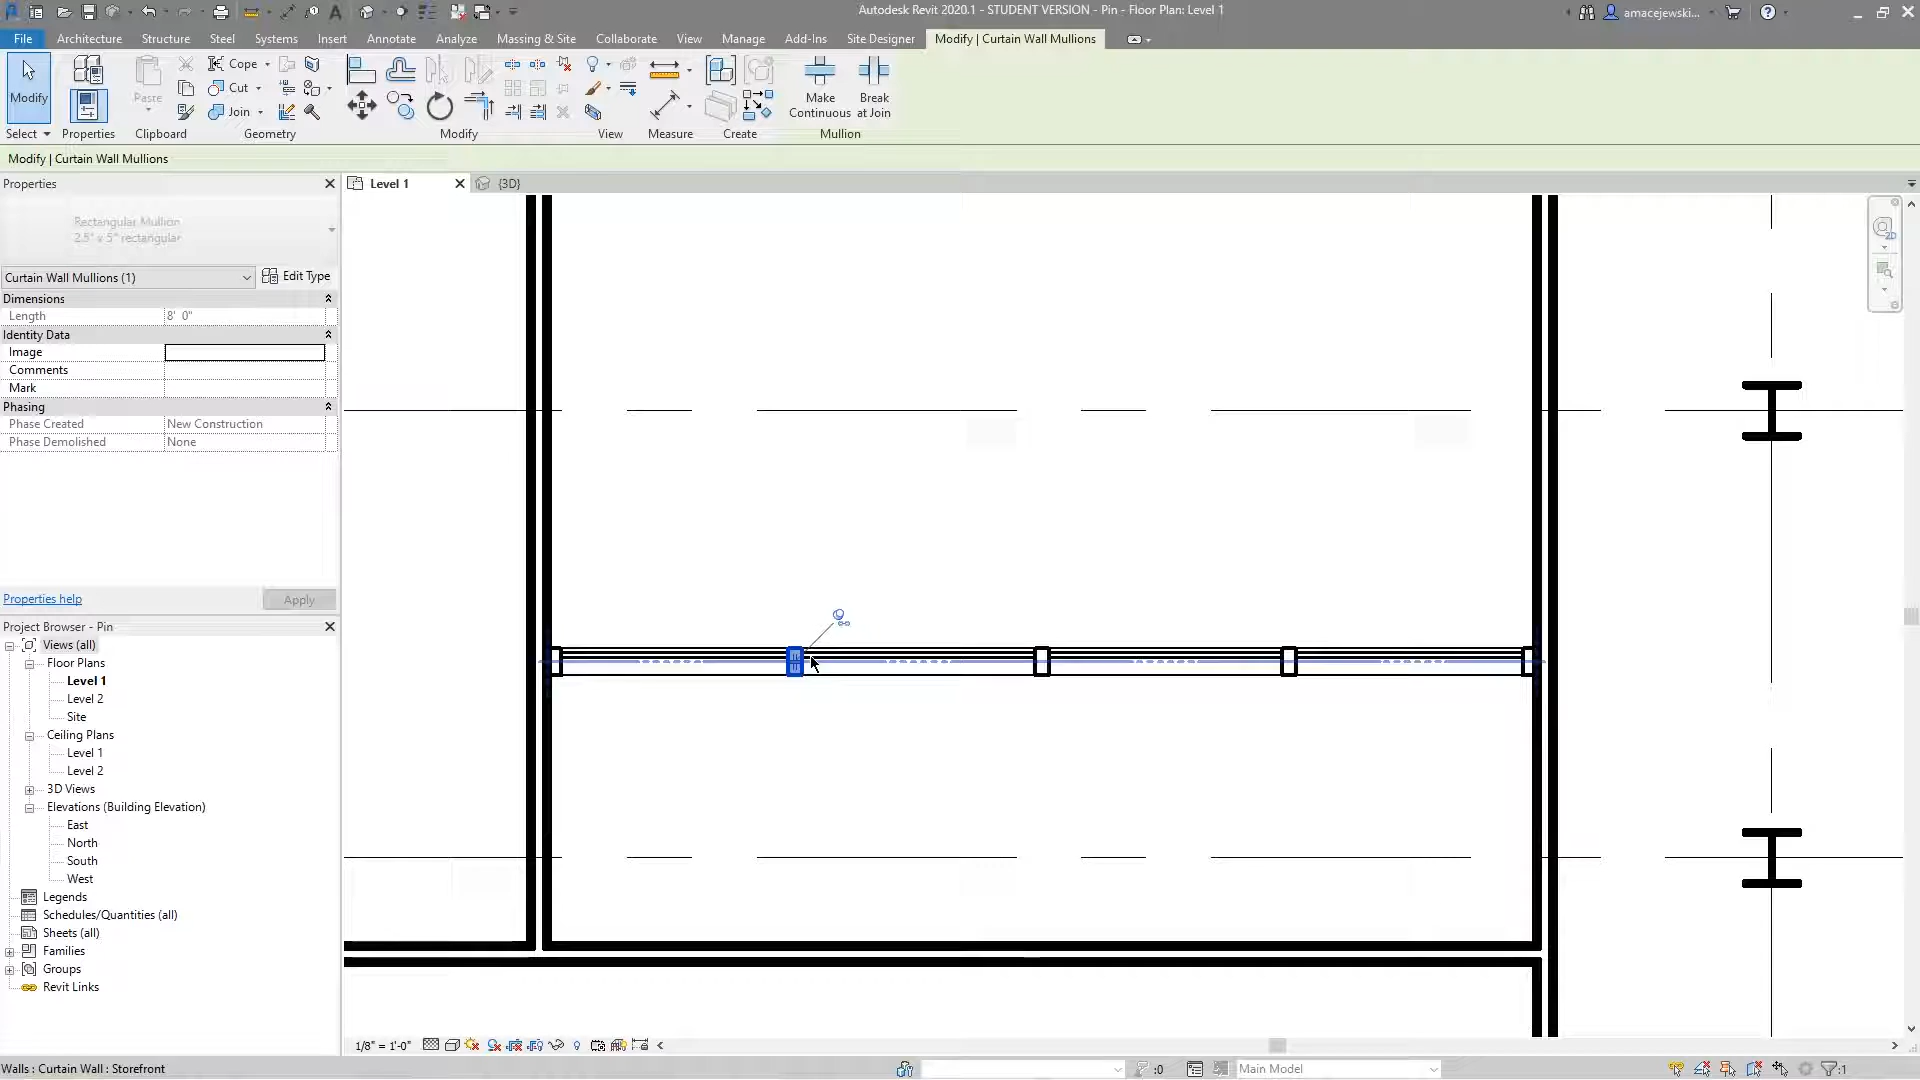 Autodesk Revit 2020.1 - STUDENT VERSION - Pin - Floor Plan: Level 1
amacejewski...
File Architecture Structure Steel Systems Insert Annotate Analyze Massing & Site Collaborate View Manage Add-Ins Site Designer Modify | Curtain Wall Mullions
Modify
Paste
Cope
Cut
Join
Make Continuous
Break at Join
Select Properties Clipboard Geometry Modify View Measure Create Mullion
Modify | Curtain Wall Mullions
Properties
Level 1
{3D}
Rectangular Mullion
2.5" x 5" rectangular
Curtain Wall Mullions (1)
Edit Type
Dimensions
Length 8' 0"
Identity Data
Image
Comments
Mark
Phasing
Phase Created New Construction
Phase Demolished None
Properties help
Apply
Project Browser - Pin
Views (all)
Floor Plans
Level 1
Level 2
Site
Ceiling Plans
Level 1
Level 2
3D Views
Elevations (Building Elevation)
East
North
South
West
Legends
Schedules/Quantities (all)
Sheets (all)
Families
Groups
Revit Links
2D
1/8" = 1'-0"
Walls : Curtain Wall : Storefront
:0
Main Model
:1